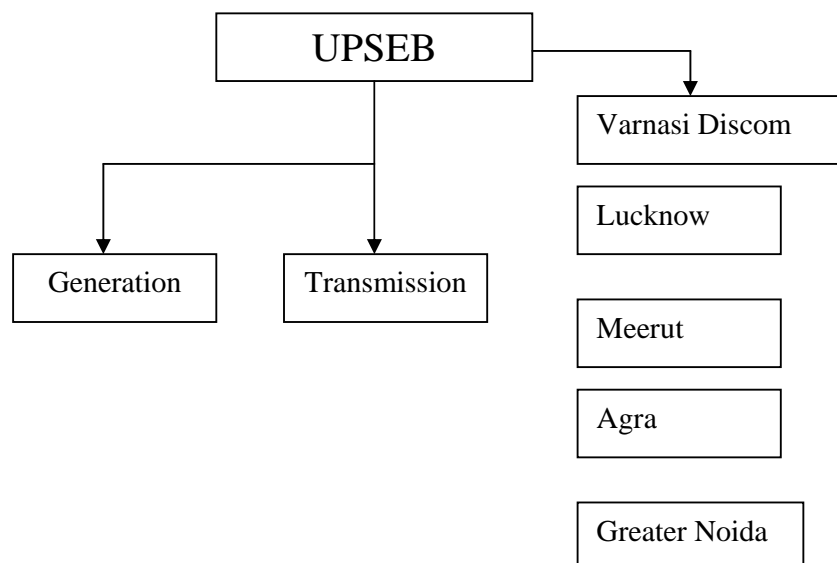 UPSEB
Varnasi Discom
Lucknow
Generation
Transmission
Meerut
Agra
Greater Noida